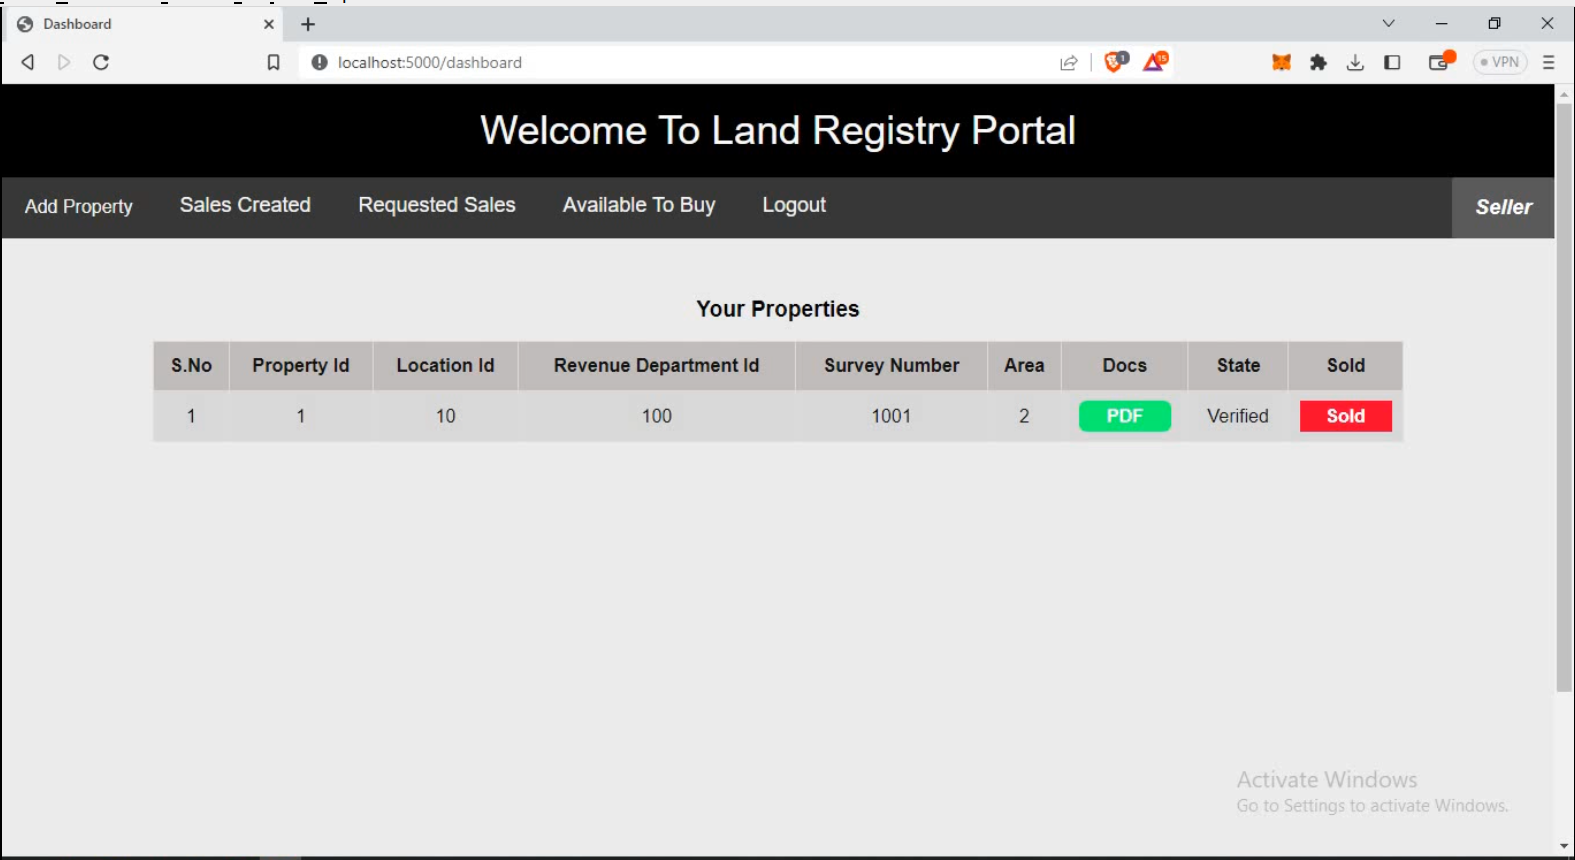 Dashboard
localhost:5000/dashboard
1
15
VPN
Welcome To Land Registry Portal
Add Property Sales Created Requested Sales Available To Buy Logout Seller
Your Properties
S.No Property Id Location Id Revenue Department Id Survey Number Area Docs State Sold
1 1 10 100 1001 2 PDF Verified Sold
Activate Windows
Go to Settings to activate Windows.